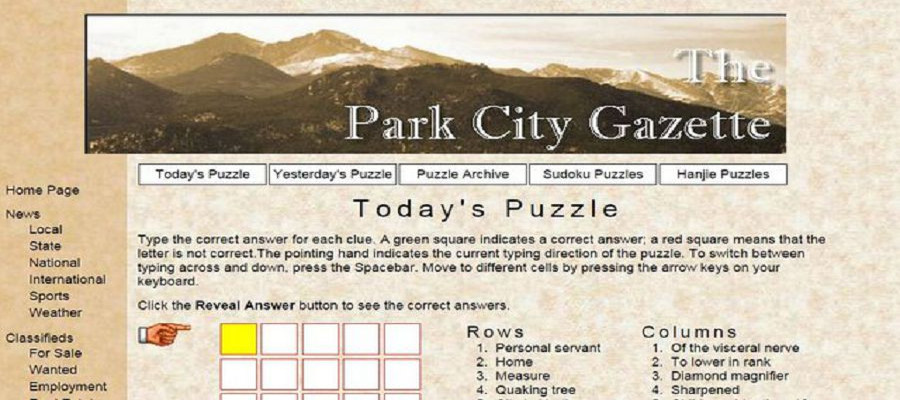 The
Park City Gazette
Today's Puzzle
Yesterday's Puzzle
Puzzle Archive
Sudoku Puzzles
Hanjie Puzzles
Home Page
News
Local
State
National
International
Sports
Weather
Classifieds
For Sale
Wanted
Employment
Today's Puzzle
Type the correct answer for each clue. A green square indicates a correct answer; a red square means that the
letter is not correct.The pointing hand indicates the current typing direction of the puzzle. To switch between
typing across and down, press the Spacebar. Move to different cells by pressing the arrow keys on your
keyboard.
Click the Reveal Answer button to see the correct answers.
Rows
1. Personal servant
2. Home
3. Measure
4. Quaking tree
Columns
1. Of the visceral nerve
2. To lower in rank
3. Diamond magnifier
4. Sharpened